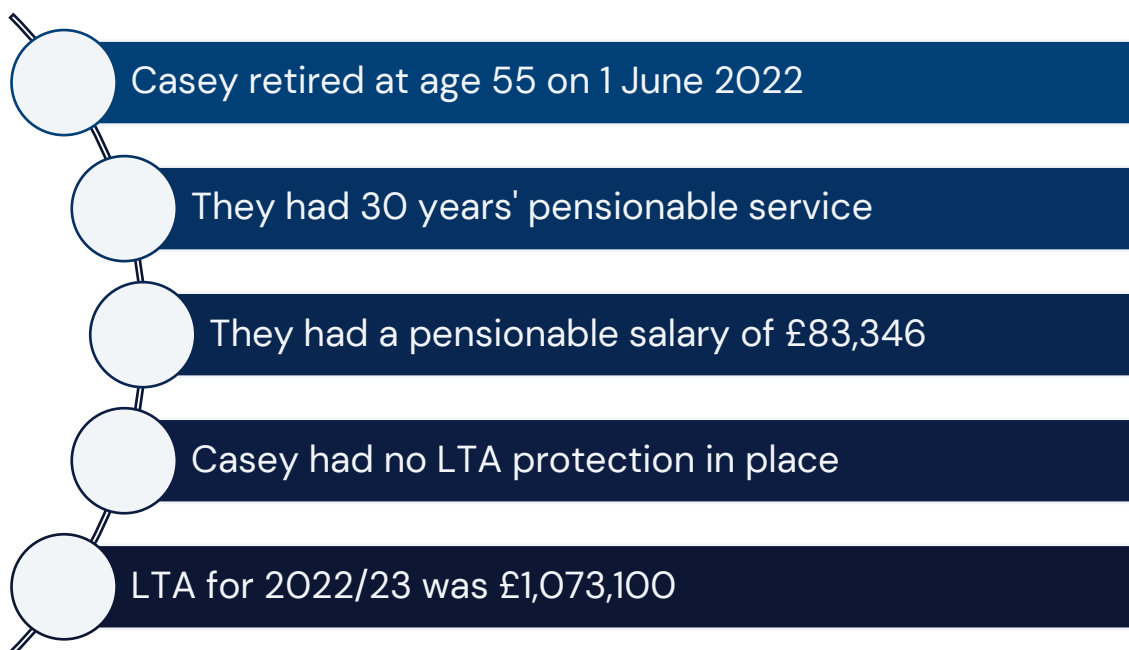 Casey retired at age 55 on 1 June 2022
They had 30 years' pensionable service
They had a pensionable salary of £83,346
Casey had no LTA protection in place
LTA for 2022/23 was £1,073,100